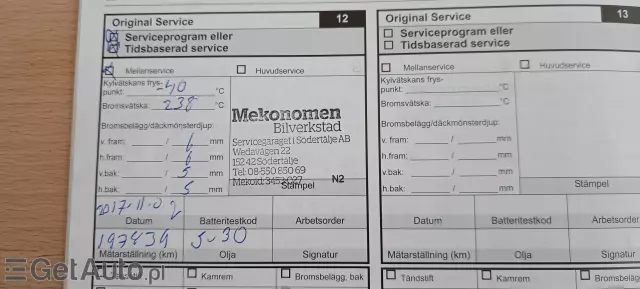 Original Service 12
Serviceprogram eller
Tidsbaserad service
Mellanservice Huvudservice
Kylvätskans frys-
punkt: -40 °C
Bromsvätska: 238 °C
Bromsbelägg/däckmönsterdjup:
v. fram: / 6 mm
h. fram: / 6 mm
v. bak: / 5 mm
h. bak: / 5 mm
Mekonomen
Bilverkstad
Servicegaraget i Södertälje AB
Wedavägen 22
152 42 Södertälje
Tel: 08-550 650 69
Mekoid: 3452027
Stämpel N2
2017-11-02
Datum Batteritestkod Arbetsorder
197439 5-30
Mätarställning (km) Olja Signatur
Kamrem Bromsbelägg, bak
Original Service 13
Serviceprogram eller
Tidsbaserad service
Mellanservice Huvudservice
Kylvätskans frys-
punkt: °C
Bromsvätska: °C
Bromsbelägg/däckmönsterdjup:
v. fram: / mm
h. fram: / mm
v. bak: / mm
h. bak: / mm
Stämpel
Datum Batteritestkod Arbetsorder
Mätarställning (km) Olja Signatur
Tändstift Kamrem Bromsbelägg
GetAuto.pl